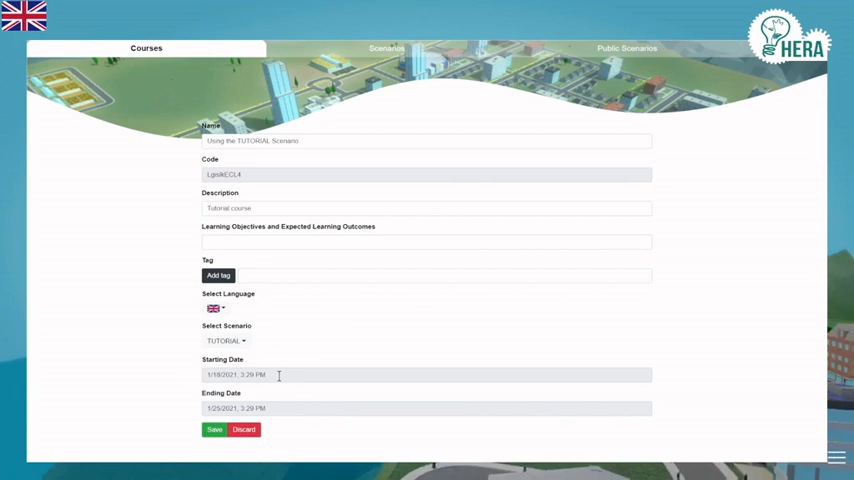 Courses
Scenarios
Public Scenarios
HERA
Name
Using the TUTORIAL Scenario
Code
Description
Tutorial course
Learning Objectives and Expected Learning Outcomes
Tag
Add tag
Select Language
Select Scenario
TUTORIAL
Starting Date
1/18/2021, 3:29 PM
Ending Date
1/25/2021, 3:29 PM
Save Discard